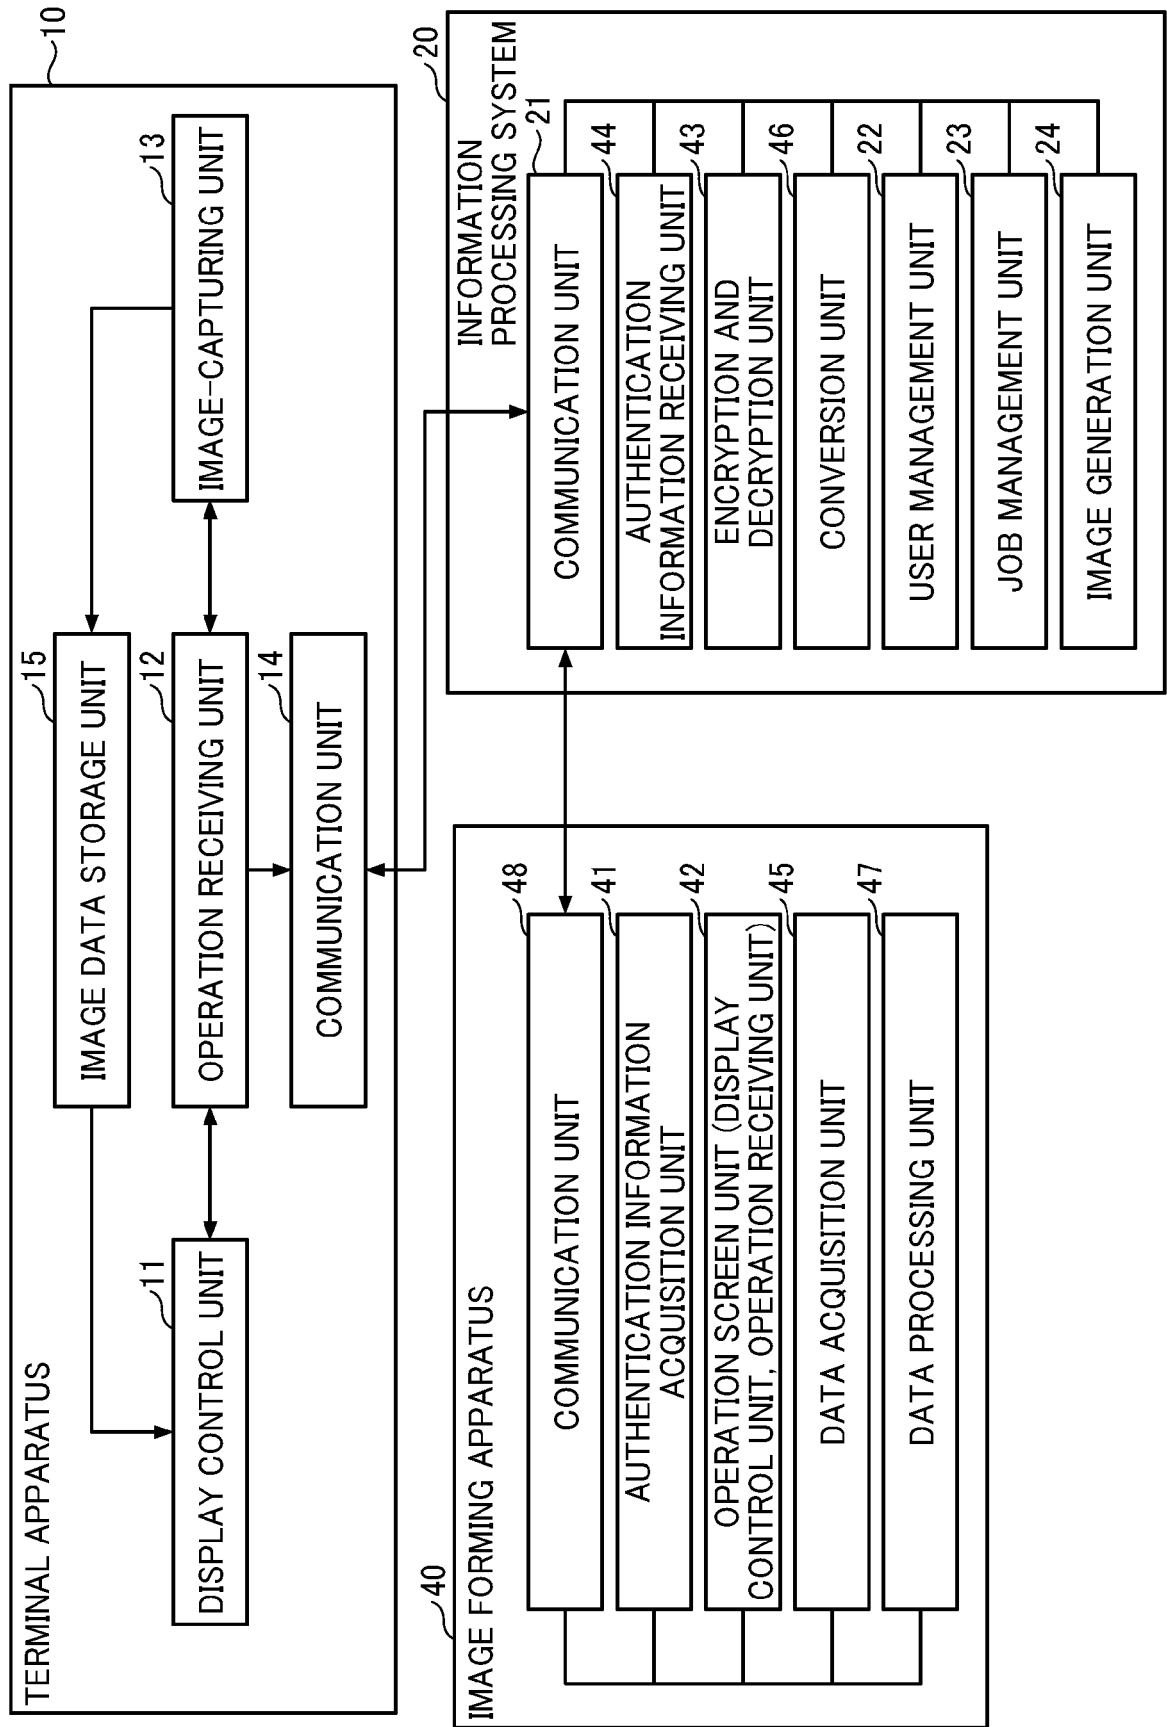 TERMINAL APPARATUS
10
15
IMAGE DATA STORAGE UNIT
11
DISPLAY CONTROL UNIT
12
OPERATION RECEIVING UNIT
13
IMAGE-CAPTURING UNIT
14
COMMUNICATION UNIT
40
IMAGE FORMING APPARATUS
48
COMMUNICATION UNIT
41
AUTHENTICATION INFORMATION
ACQUISITION UNIT
42
OPERATION SCREEN UNIT (DISPLAY
CONTROL UNIT, OPERATION RECEIVING UNIT)
45
DATA ACQUISITION UNIT
47
DATA PROCESSING UNIT
20
INFORMATION
PROCESSING SYSTEM
21
COMMUNICATION UNIT
44
AUTHENTICATION
INFORMATION RECEIVING UNIT
43
ENCRYPTION AND
DECRYPTION UNIT
46
CONVERSION UNIT
22
USER MANAGEMENT UNIT
23
JOB MANAGEMENT UNIT
24
IMAGE GENERATION UNIT